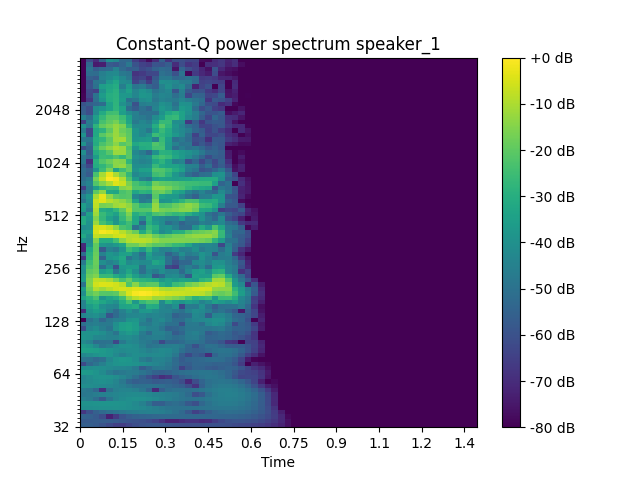 Constant-Q power spectrum speaker_1
Hz
2048
1024
512
256
128
64
32
0 0.15 0.3 0.45 0.6 0.75 0.9 1.1 1.2 1.4
Time
+0 dB
-10 dB
-20 dB
-30 dB
-40 dB
-50 dB
-60 dB
-70 dB
-80 dB